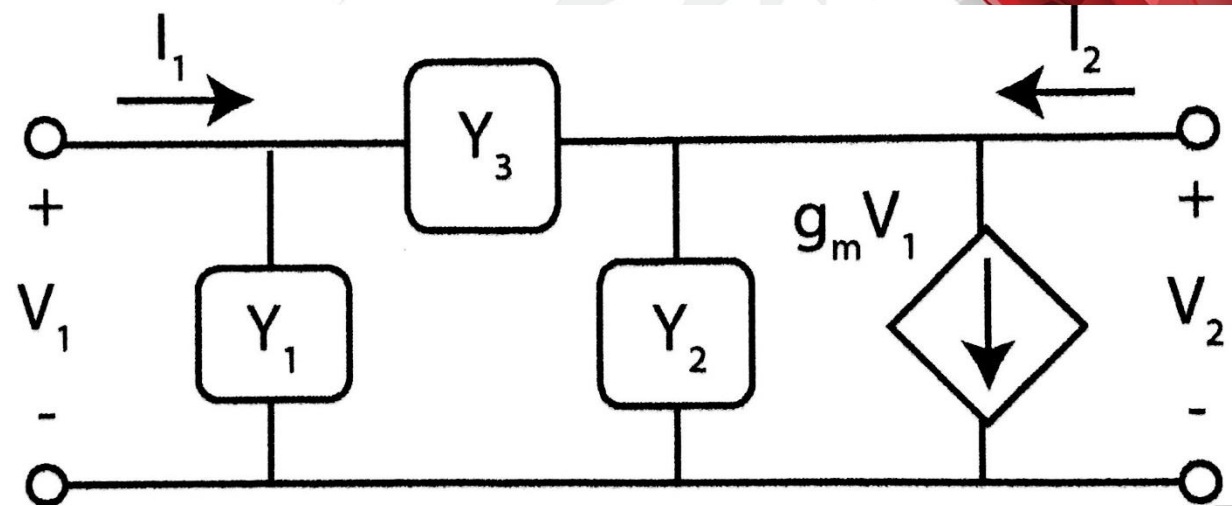 I₁
I₂
Y₃
+
+
gₘV₁
V₁
Y₁
Y₂
V₂
-
-